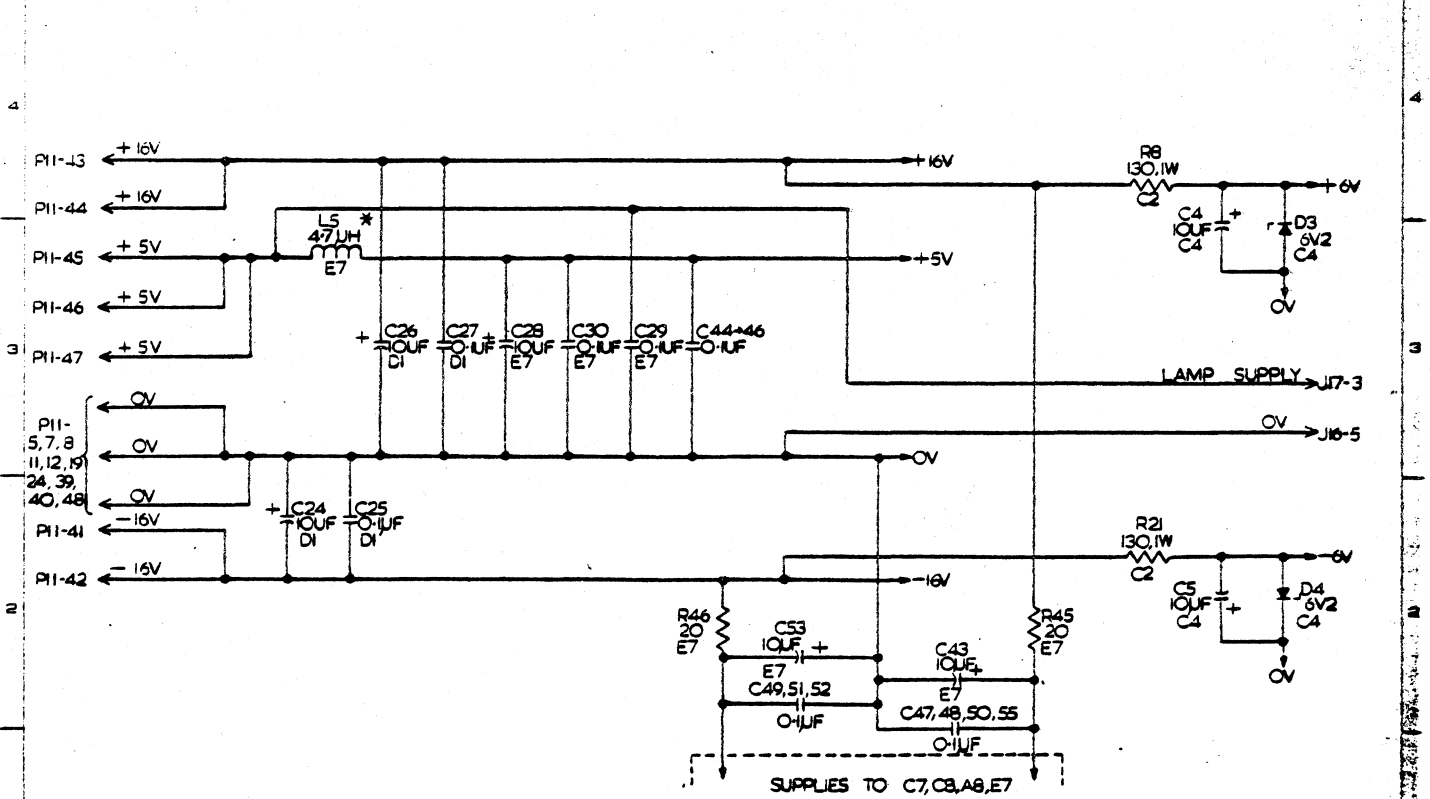 4
4
P11-43
+ 16V
+ 16V
R8
130,1W
C2
+ 6V
P11-44
+ 16V
L5 *
4·7µH
E7
C4
+
10UF
C4
D3
6V2
C4
P11-45
+ 5V
+5V
0V
P11-46
+ 5V
3
3
P11-47
+ 5V
+
C26
10UF
D1
C27
0·1UF
D1
+
C28
10UF
E7
C30
0·1UF
E7
C29
0·1UF
E7
C44→46
0·1UF
LAMP SUPPLY
J17-3
0V
J16-5
P11-
5,7,8
11,12,19
24,39,
40,48
0V
0V
0V
0V
+
C24
10UF
D1
C25
0·1UF
D1
P11-41
-16V
P11-42
- 16V
-16V
R21
130,1W
C2
-6V
C5
10UF
+
C4
D4
6V2
C4
0V
2
2
R46
20
E7
C53
10µF
+
E7
C49,51,52
0·1µF
C43
10µF
+
E7
C47,48,50,55
0·1µF
R45
20
E7
SUPPLIES TO C7,C8,A8,E7